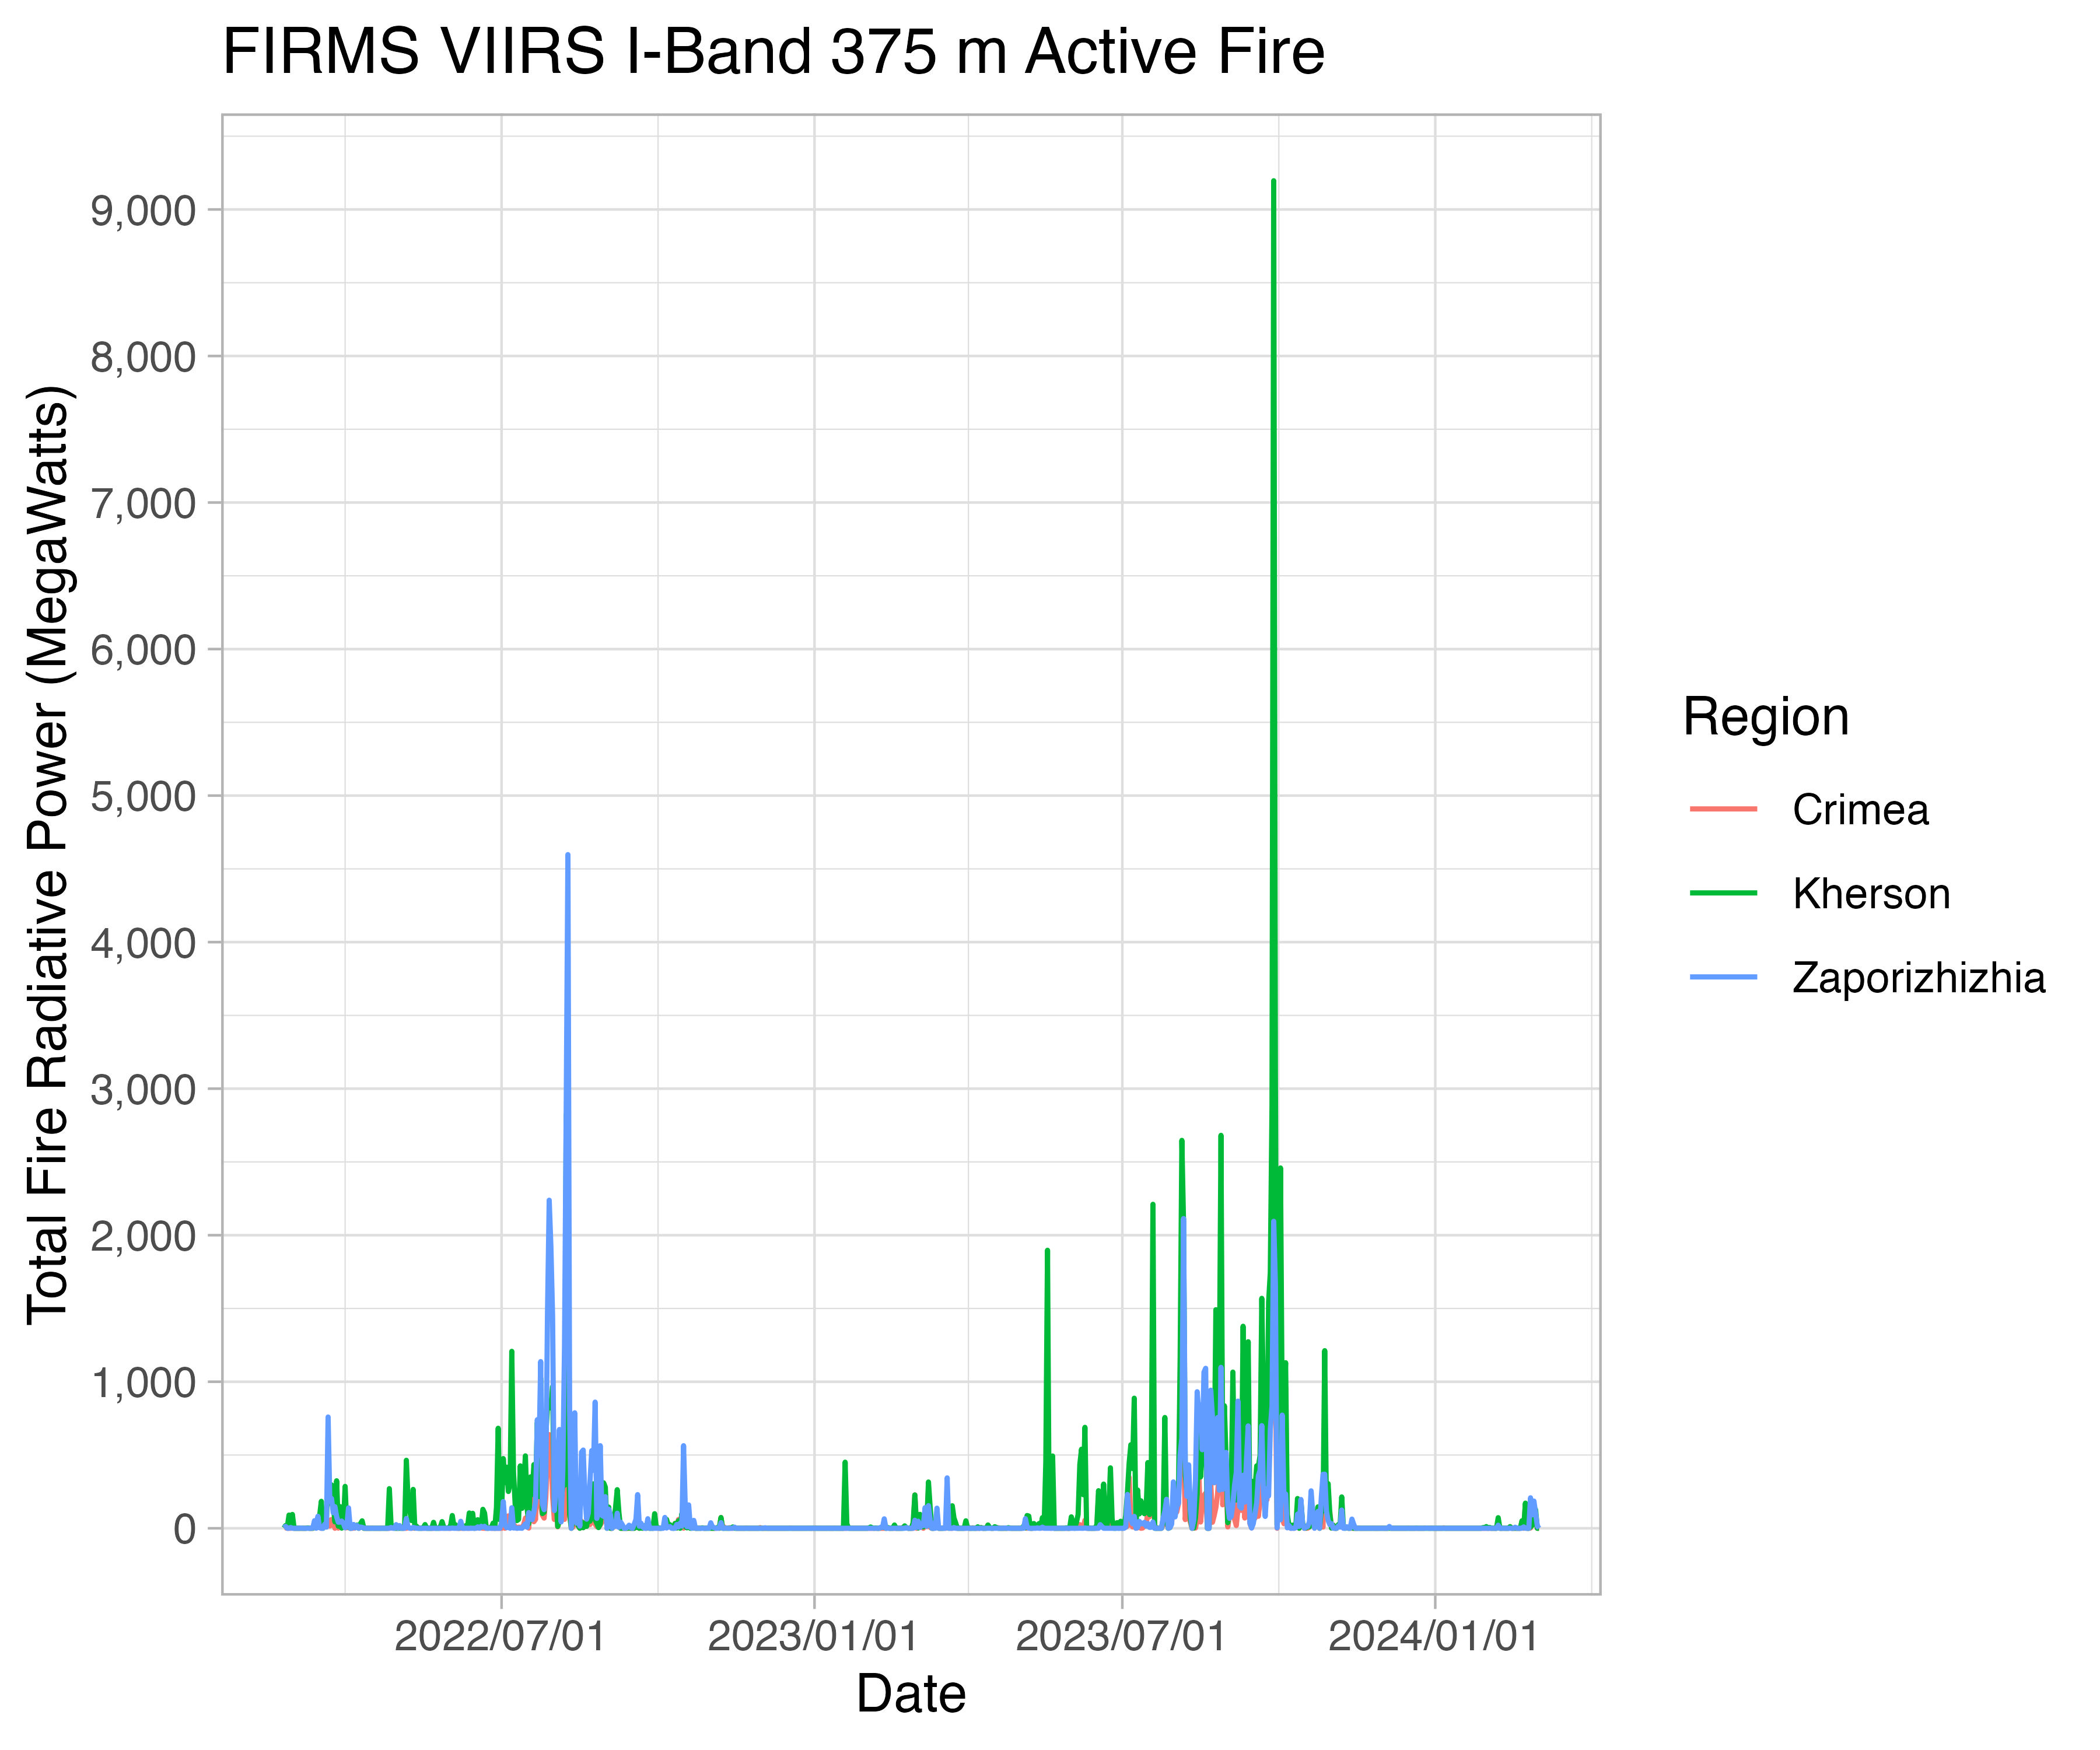 FIRMS VIIRS I-Band 375 m Active Fire
Total Fire Radiative Power (MegaWatts)
9,000
8,000
7,000
6,000
5,000
4,000
3,000
2,000
1,000
0
2022/07/01
2023/01/01
2023/07/01
2024/01/01
Date
Region
Crimea
Kherson
Zaporizhizhia